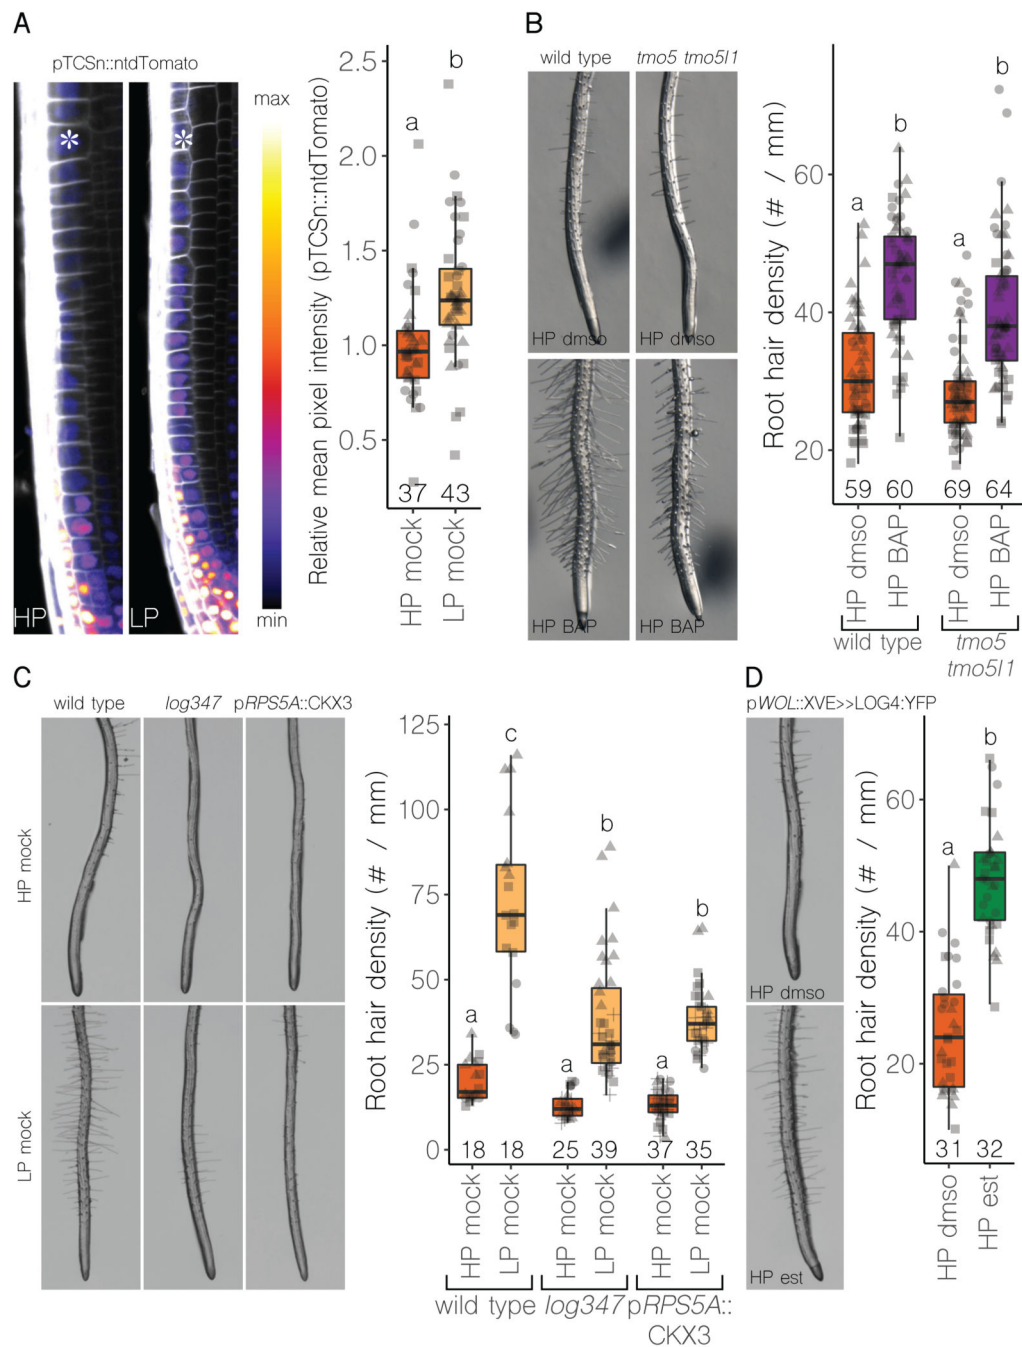 A
pTCSn::ntdTomato
max
min
HP
LP
Relative mean pixel intensity (pTCSn::ntdTomato)
2.5
2.0
1.5
1.0
0.5
a
b
37
43
HP mock
LP mock
B
wild type
tmo5 tmo5l1
HP dmso
HP dmso
HP BAP
HP BAP
Root hair density (# / mm)
60
40
20
a
b
a
b
59
60
69
64
HP dmso
HP BAP
HP dmso
HP BAP
wild type
tmo5
tmo5l1
C
wild type
log347
pRPS5A::CKX3
HP mock
LP mock
Root hair density (# / mm)
125
100
75
50
25
0
a
c
a
b
a
b
18
18
25
39
37
35
HP mock
LP mock
HP mock
LP mock
HP mock
LP mock
wild type
log347
pRPS5A::
CKX3
D
pWOL::XVE>>LOG4:YFP
HP dmso
HP est
Root hair density (# / mm)
60
40
20
a
b
31
32
HP dmso
HP est